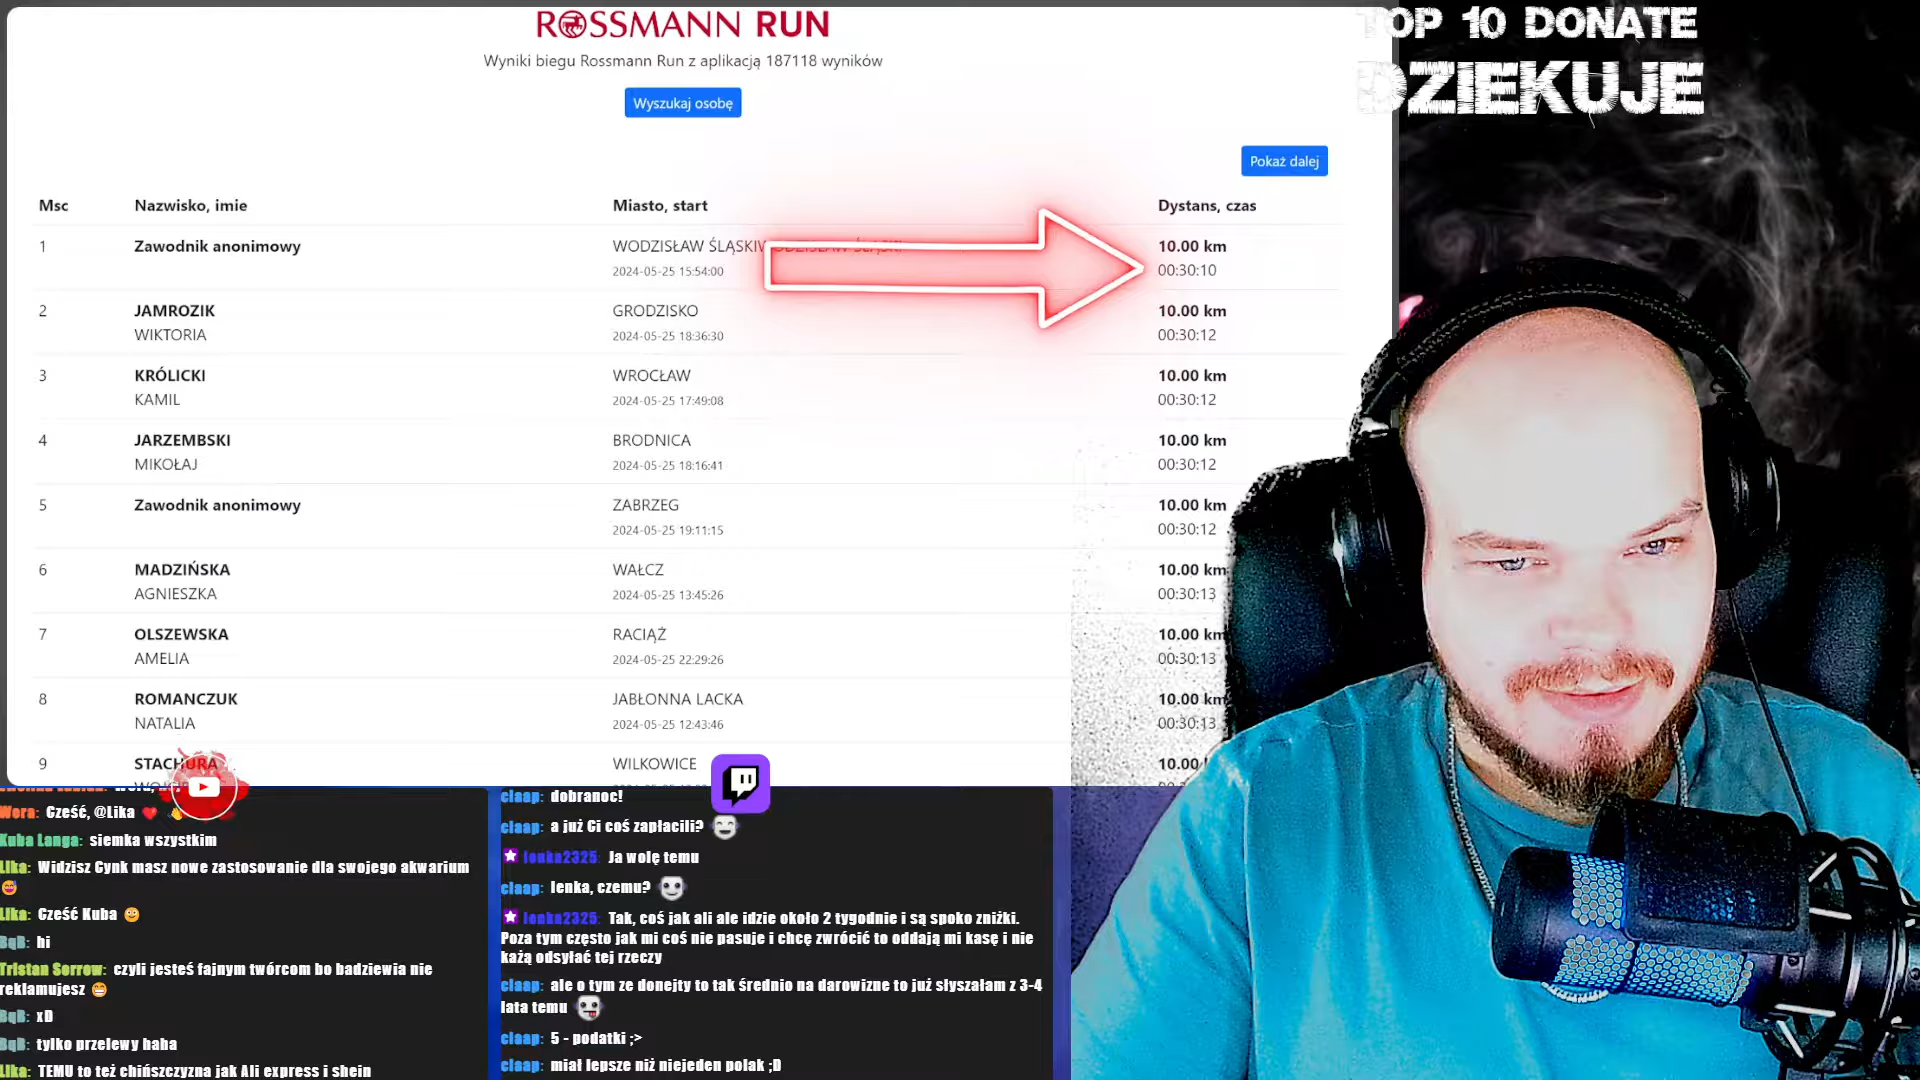 ROSSMANN RUN
Wyniki biegu Rossmann Run z aplikacją 187118 wyników
Wyszukaj osobę
Pokaż dalej
Msc Nazwisko, imie Miasto, start Dystans, czas
1 Zawodnik anonimowy WODZISŁAW ŚLĄSKIWODZISŁAW ŚLĄSKI 10.00 km
2024-05-25 15:54:00 00:30:10
2 JAMROZIK GRODZISKO 10.00 km
WIKTORIA 2024-05-25 18:36:30 00:30:12
3 KRÓLICKI WROCŁAW 10.00 km
KAMIL 2024-05-25 17:49:08 00:30:12
4 JARZEMBSKI BRODNICA 10.00 km
MIKOŁAJ 2024-05-25 18:16:41 00:30:12
5 Zawodnik anonimowy ZABRZEG 10.00 km
2024-05-25 19:11:15 00:30:12
6 MADZIŃSKA WAŁCZ 10.00 km
AGNIESZKA 2024-05-25 13:45:26 00:30:13
7 OLSZEWSKA RACIĄŻ 10.00 km
AMELIA 2024-05-25 22:29:26 00:30:13
8 ROMANCZUK JABŁONNA LACKA 10.00 km
NATALIA 2024-05-25 12:43:46 00:30:13
9 STACHURA WILKOWICE 10.00
TOP 10 DONATE
DZIEKUJE
Wora: Cześć, @Lika ❤️
Kuba Langa: siemka wszystkim
Lika: Widzisz Cynk masz nowe zastosowanie dla swojego akwarium
😅
Lika: Cześć Kuba 🙂
BqB: hi
Tristan Sorrow: czyli jesteś fajnym twórcom bo badziewia nie
reklamujesz 😁
BqB: xD
BqB: tylko przelewy haha
Lika: TEMU to też chińszczyzna jak Ali express i shein
claap: dobranoc!
claap: a już Ci coś zapłacili?
lenka2325: Ja wolę temu
claap: lenka, czemu?
lenka2325: Tak, coś jak ali ale idzie około 2 tygodnie i są spoko zniżki.
Poza tym często jak mi coś nie pasuje i chcę zwrócić to oddają mi kasę i nie
każą odsyłać tej rzeczy
claap: ale o tym ze donejty to tak średnio na darowizne to już słyszałam z 3-4
lata temu
claap: 5 - podatki ;>
claap: miał lepsze niż niejeden polak ;D